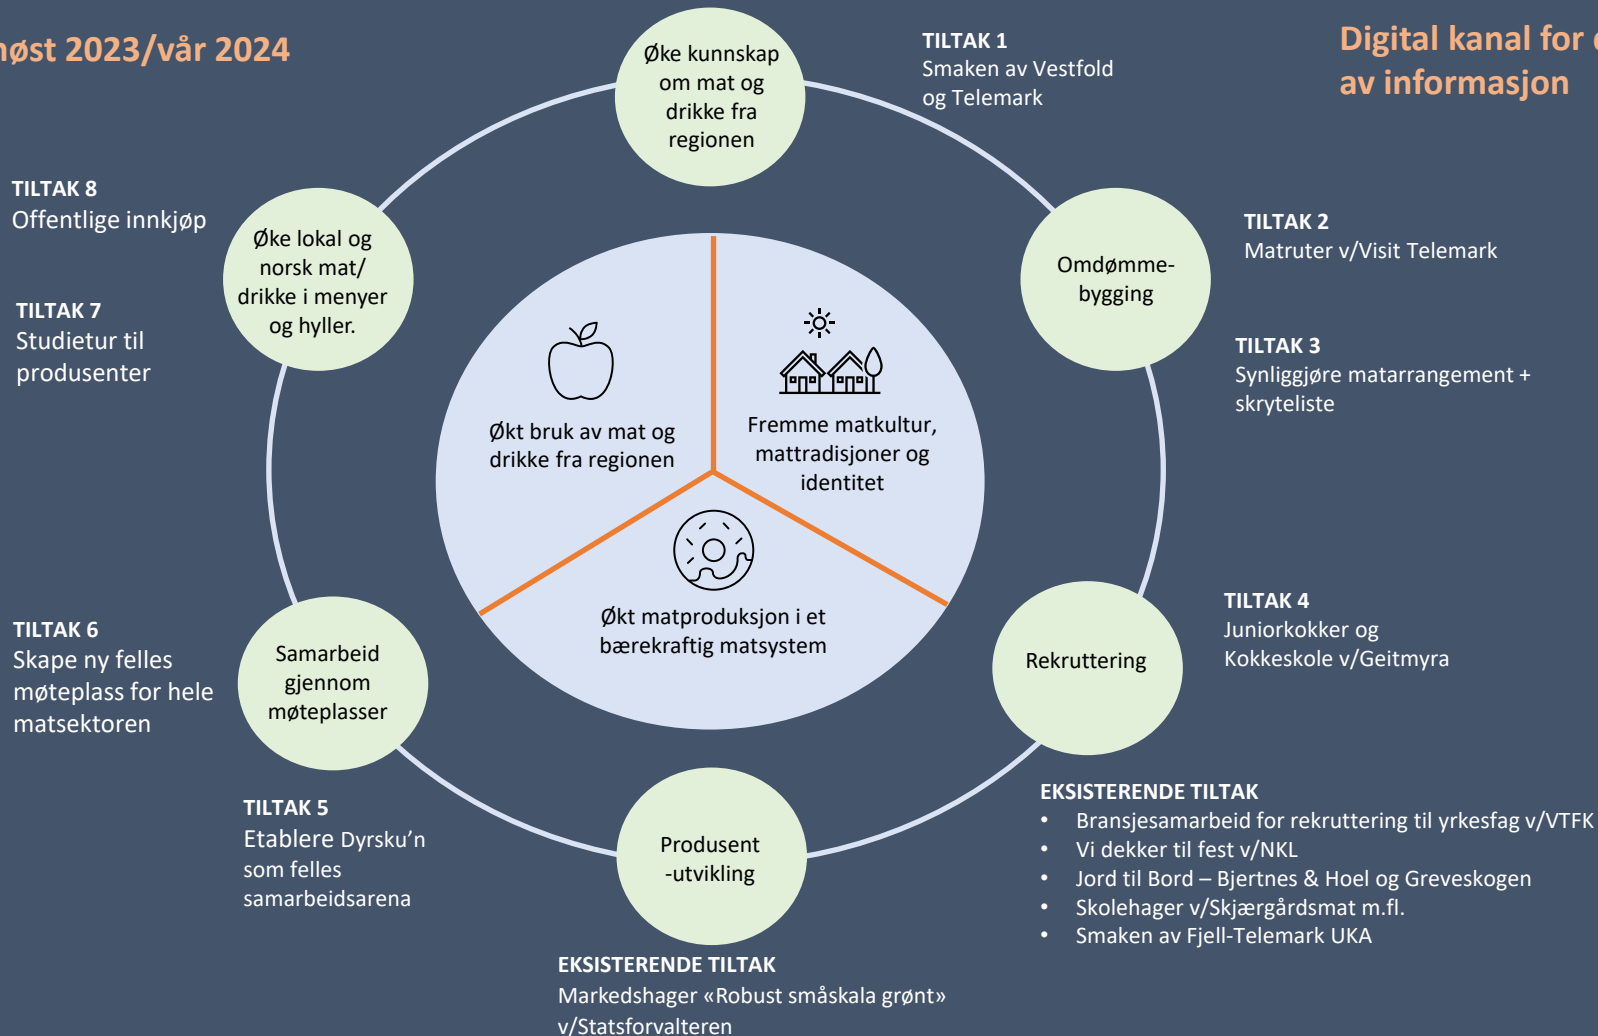 høst 2023/vår 2024
Digital kanal for
av informasjon
Øke kunnskap
om mat og
drikke fra
regionen
TILTAK 1
Smaken av Vestfold
og Telemark
Omdømme-
bygging
TILTAK 2
Matruter v/Visit Telemark
TILTAK 3
Synliggjøre matarrangement +
skryteliste
Rekruttering
TILTAK 4
Juniorkokker og
Kokkeskole v/Geitmyra
EKSISTERENDE TILTAK
• Bransjesamarbeid for rekruttering til yrkesfag v/VTFK
• Vi dekker til fest v/NKL
• Jord til Bord – Bjertnes & Hoel og Greveskogen
• Skolehager v/Skjærgårdsmat m.fl.
• Smaken av Fjell-Telemark UKA
Produsent
-utvikling
EKSISTERENDE TILTAK
Markedshager «Robust småskala grønt»
v/Statsforvalteren
Samarbeid
gjennom
møteplasser
TILTAK 5
Etablere Dyrsku’n
som felles
samarbeidsarena
TILTAK 6
Skape ny felles
møteplass for hele
matsektoren
Øke lokal og
norsk mat/
drikke i menyer
og hyller.
TILTAK 7
Studietur til
produsenter
TILTAK 8
Offentlige innkjøp
Økt bruk av mat og
drikke fra regionen
Fremme matkultur,
mattradisjoner og
identitet
Økt matproduksjon i et
bærekraftig matsystem